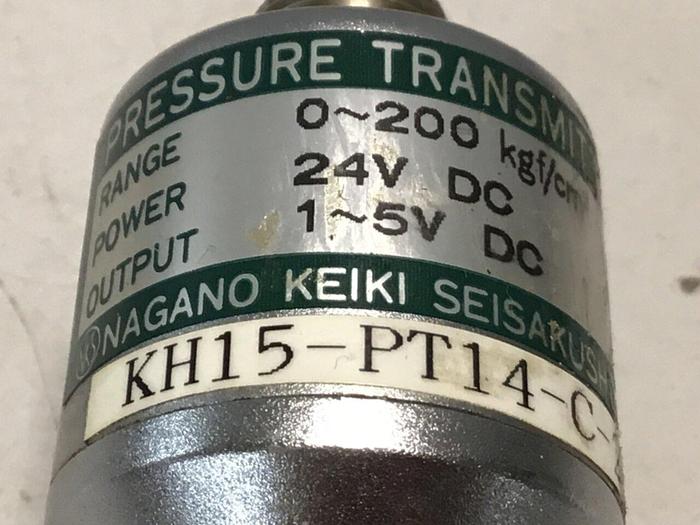 PRESSURE TRANSMIT
RANGE 0~200 kgf/cm
POWER 24V DC
OUTPUT 1~5V DC
NAGANO KEIKI SEISAKUSH
KH15-PT14-C-